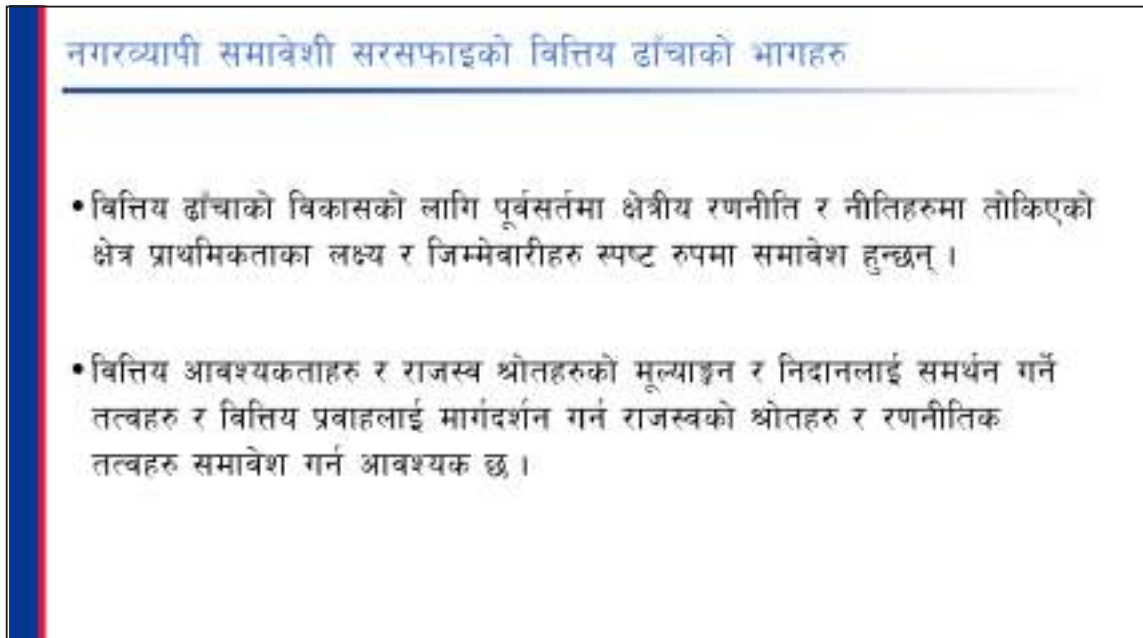 नगरव्यापी समावेशी सरसफाइको वित्तिय ढाँचाको भागहरु
•वित्तिय ढाँचाको विकासको लागि पूर्वसर्तमा क्षेत्रीय रणनीति र नीतिहरुमा तोकिएको
क्षेत्र प्राथमिकताका लक्ष्य र जिम्मेवारीहरु स्पष्ट रुपमा समावेश हुन्छन् ।
•वित्तिय आवश्यकताहरु र राजस्व श्रोतहरुको मूल्याङ्कन र निदानलाई समर्थन गर्ने
तत्वहरु र वित्तिय प्रवाहलाई मार्गदर्शन गर्न राजस्वको श्रोतहरु र रणनीतिक
तत्वहरु समावेश गर्न आवश्यक छ ।